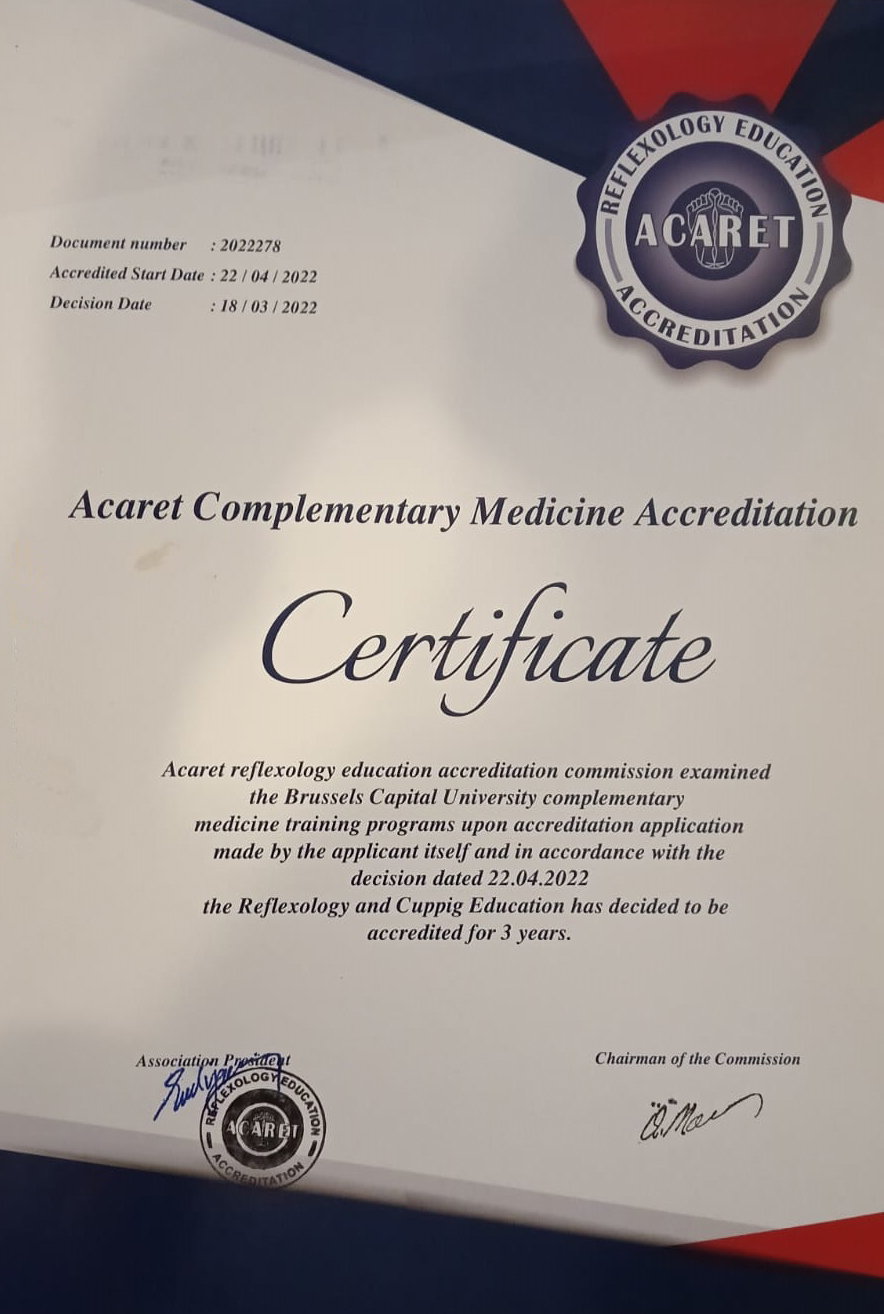 REFLEXOLOGY EDUCATION
ACARET
ACCREDITATION
Document number : 2022278
Accredited Start Date : 22 / 04 / 2022
Decision Date : 18 / 03 / 2022
Acaret Complementary Medicine Accreditation
Certificate
Acaret reflexology education accreditation commission examined
the Brussels Capital University complementary
medicine training programs upon accreditation application
made by the applicant itself and in accordance with the
decision dated 22.04.2022
the Reflexology and Cuppig Education has decided to be
accredited for 3 years.
Association President
Chairman of the Commission
REFLEXOLOGY EDUCATION
ACARET
ACCREDITATION